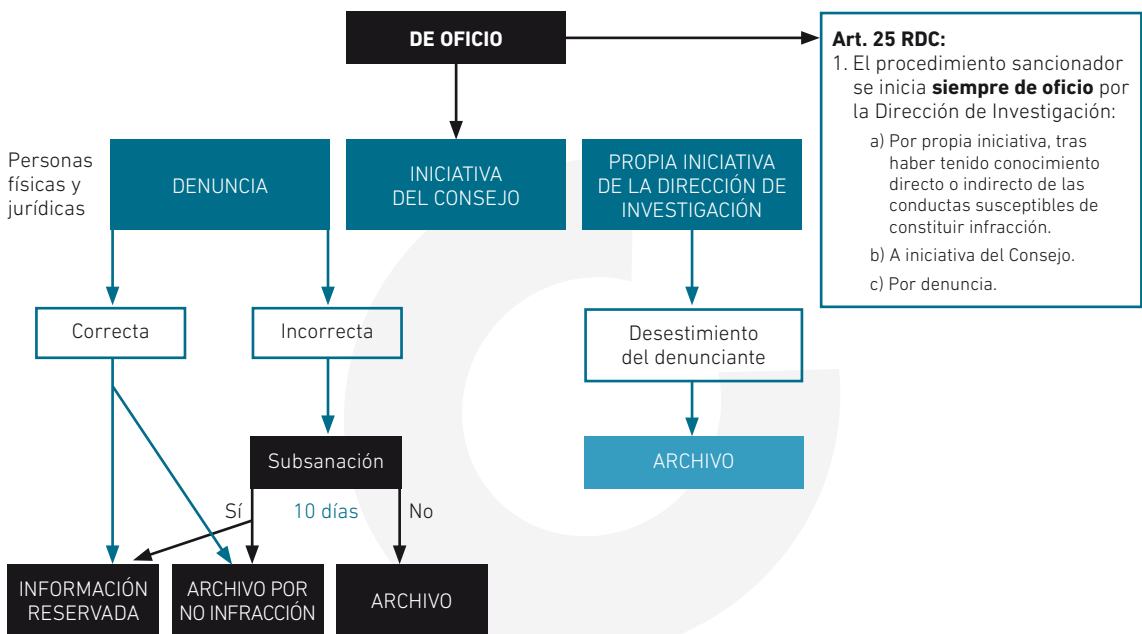 DE OFICIO
Art. 25 RDC:
1. El procedimiento sancionador
se inicia siempre de oficio por
la Dirección de Investigación:
a) Por propia iniciativa, tras
haber tenido conocimiento
directo o indirecto de las
conductas susceptibles de
constituir infracción.
b) A iniciativa del Consejo.
c) Por denuncia.
Personas
físicas y
jurídicas
DENUNCIA
INICIATIVA
DEL CONSEJO
PROPIA INICIATIVA
DE LA DIRECCIÓN DE
INVESTIGACIÓN
Correcta
Incorrecta
Desestimiento
del denunciante
Subsanación
ARCHIVO
Sí
10 días
No
INFORMACIÓN
RESERVADA
ARCHIVO POR
NO INFRACCIÓN
ARCHIVO